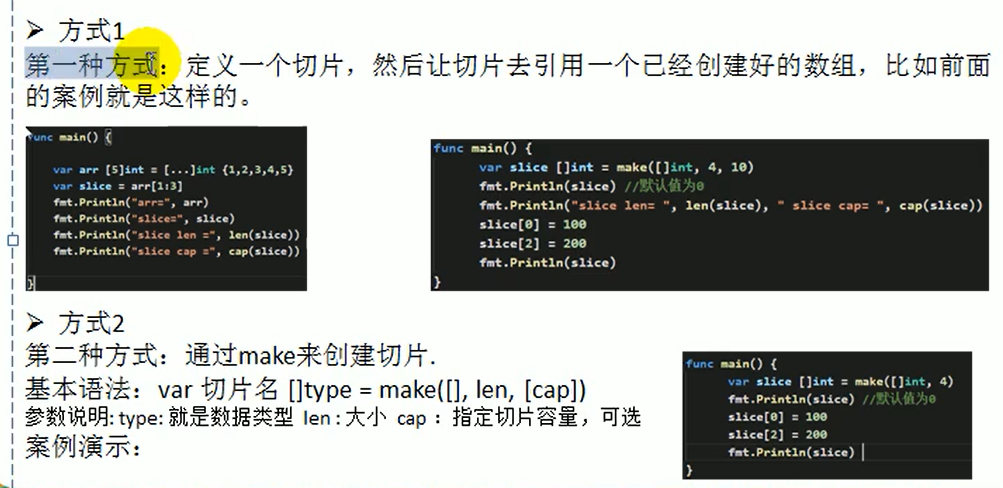 ➢ 方式1
第一种方式：定义一个切片，然后让切片去引用一个已经创建好的数组，比如前面
的案例就是这样的。
func main() {
var arr [5]int = [...]int {1,2,3,4,5}
var slice = arr[1:3]
fmt.Println("arr=", arr)
fmt.Println("slice=", slice)
fmt.Println("slice len =", len(slice))
fmt.Println("slice cap =", cap(slice))
}
func main() {
var slice []int = make([]int, 4, 10)
fmt.Println(slice) //默认值为0
fmt.Println("slice len= ", len(slice), " slice cap= ", cap(slice))
slice[0] = 100
slice[2] = 200
fmt.Println(slice)
}
➢ 方式2
第二种方式：通过make来创建切片.
基本语法：var 切片名 []type = make([], len, [cap])
参数说明: type: 就是数据类型 len : 大小 cap ：指定切片容量，可选
案例演示：
func main() {
var slice []int = make([]int, 4)
fmt.Println(slice) //默认值为0
slice[0] = 100
slice[2] = 200
fmt.Println(slice)
}